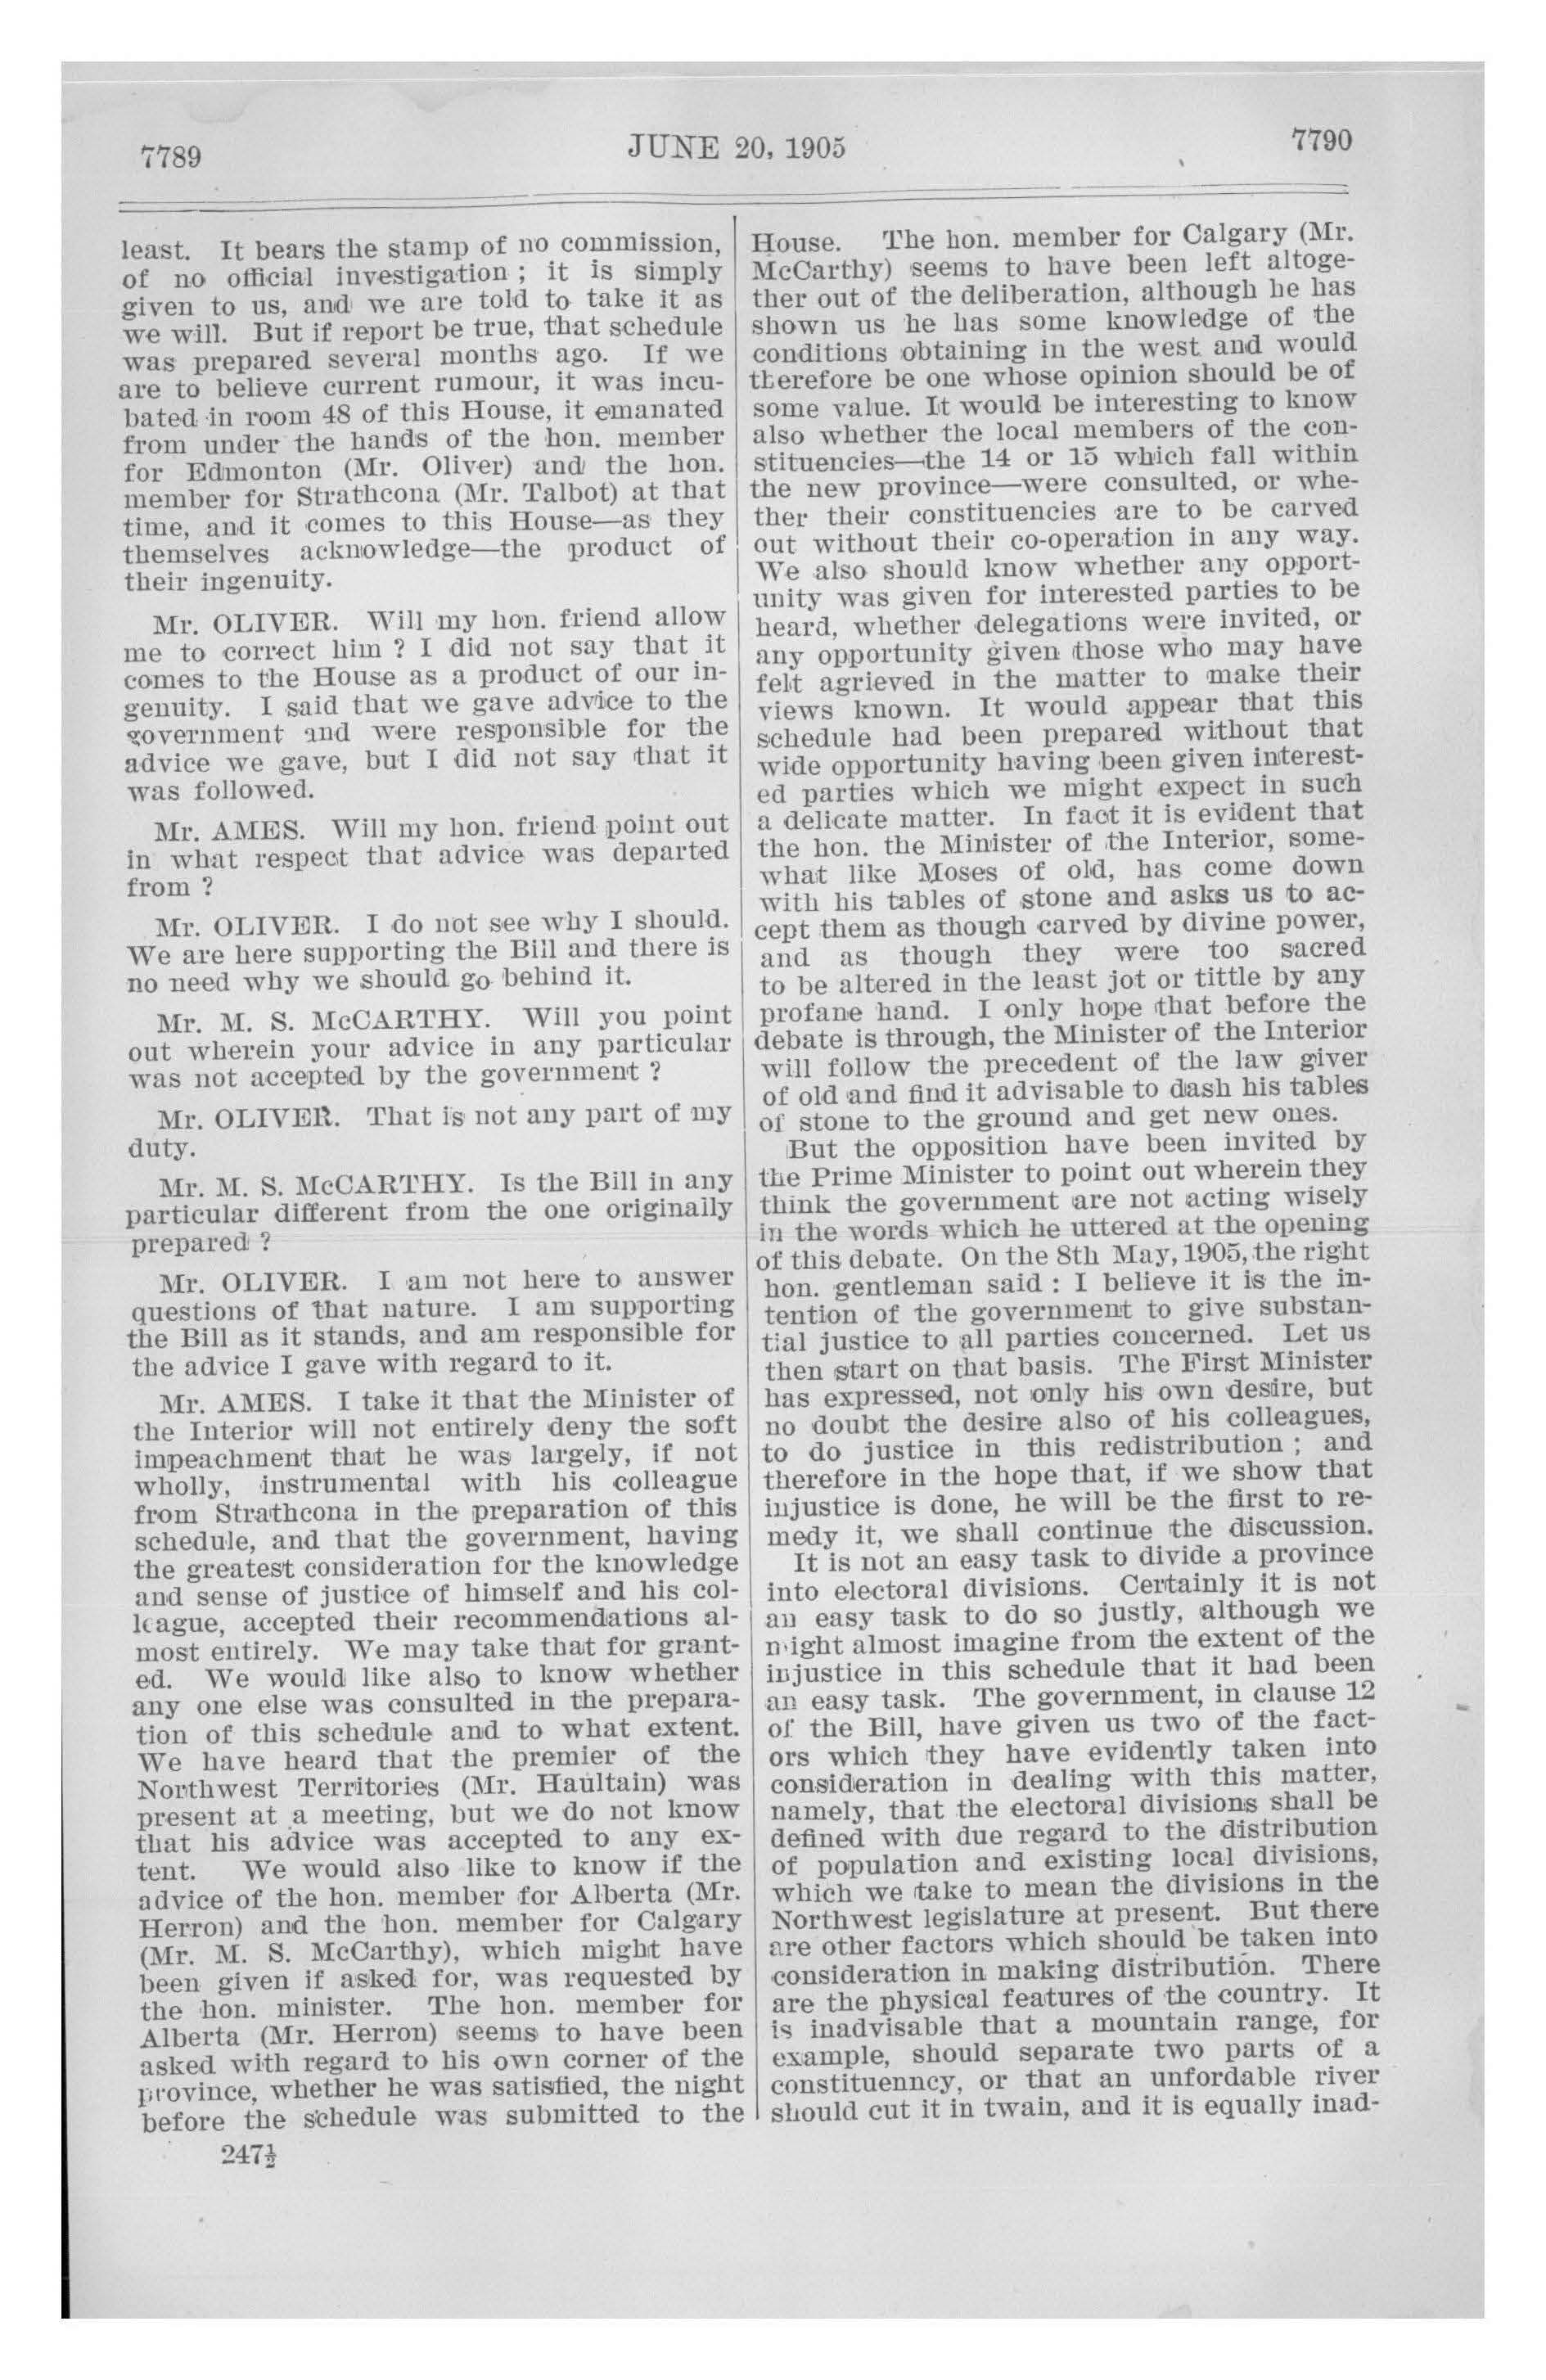 7789
JUNE 20, 1905
7790
least. It bears the stamp of no commission,
of no official investigation ; it is simply
given to us, and we are told to take it as
we will. But if report be true, that schedule
was prepared several months ago. If we
are to believe current rumour, it was incu-
bated in room 48 of this House, it emanated
from under the hands of the hon. member
for Edmonton (Mr. Oliver) and the hon.
member for Strathcona (Mr. Talbot) at that
time, and it comes to this House—as they
themselves acknowledge—the product of
their ingenuity.
Mr. OLIVER. Will my hon. friend allow
me to correct him ? I did not say that it
comes to the House as a product of our in-
genuity. I said that we gave advice to the
government and were responsible for the
advice we gave, but I did not say that it
was followed.
Mr. AMES. Will my hon. friend point out
in what respect that advice was departed
from ?
Mr. OLIVER. I do not see why I should.
We are here supporting the Bill and there is
no need why we should go behind it.
Mr. M. S. McCARTHY. Will you point
out wherein your advice in any particular
was not accepted by the government ?
Mr. OLIVER. That is not any part of my
duty.
Mr. M. S. McCARTHY. Is the Bill in any
particular different from the one originally
prepared ?
Mr. OLIVER. I am not here to answer
questions of that nature. I am supporting
the Bill as it stands, and am responsible for
the advice I gave with regard to it.
Mr. AMES. I take it that the Minister of
the Interior will not entirely deny the soft
impeachment that he was largely, if not
wholly, instrumental with his colleague
from Strathcona in the preparation of this
schedule, and that the government, having
the greatest consideration for the knowledge
and sense of justice of himself and his col-
league, accepted their recommendations al-
most entirely. We may take that for grant-
ed. We would like also to know whether
any one else was consulted in the prepara-
tion of this schedule and to what extent.
We have heard that the premier of the
Northwest Territories (Mr. Haultain) was
present at a meeting, but we do not know
that his advice was accepted to any ex-
tent. We would also like to know if the
advice of the hon. member for Alberta (Mr.
Herron) and the hon. member for Calgary
(Mr. M. S. McCarthy), which might have
been given if asked for, was requested by
the hon. minister. The hon. member for
Alberta (Mr. Herron) seems to have been
asked with regard to his own corner of the
province, whether he was satisfied, the night
before the schedule was submitted to the
247½
House. The hon. member for Calgary (Mr.
McCarthy) seems to have been left altoge-
ther out of the deliberation, although he has
shown us he has some knowledge of the
conditions obtaining in the west and would
therefore be one whose opinion should be of
some value. It would be interesting to know
also whether the local members of the con-
stituencies—the 14 or 15 which fall within
the new province—were consulted, or whe-
ther their constituencies are to be carved
out without their co-operation in any way.
We also should know whether any opport-
unity was given for interested parties to be
heard, whether delegations were invited, or
any opportunity given those who may have
felt agrieved in the matter to make their
views known. It would appear that this
schedule had been prepared without that
wide opportunity having been given interest-
ed parties which we might expect in such
a delicate matter. In fact it is evident that
the hon. the Minister of the Interior, some-
what like Moses of old, has come down
with his tables of stone and asks us to ac-
cept them as though carved by divine power,
and as though they were too sacred
to be altered in the least jot or tittle by any
profane hand. I only hope that before the
debate is through, the Minister of the Interior
will follow the precedent of the law giver
of old and find it advisable to dash his tables
of stone to the ground and get new ones.
But the opposition have been invited by
the Prime Minister to point out wherein they
think the government are not acting wisely
in the words which he uttered at the opening
of this debate. On the 8th May, 1905, the right
hon. gentleman said : I believe it is the in-
tention of the government to give substan-
tial justice to all parties concerned. Let us
then start on that basis. The First Minister
has expressed, not only his own desire, but
no doubt the desire also of his colleagues,
to do justice in this redistribution ; and
therefore in the hope that, if we show that
injustice is done, he will be the first to re-
medy it, we shall continue the discussion.
It is not an easy task to divide a province
into electoral divisions. Certainly it is not
an easy task to do so justly, although we
might almost imagine from the extent of the
injustice in this schedule that it had been
an easy task. The government, in clause 12
of the Bill, have given us two of the fact-
ors which they have evidently taken into
consideration in dealing with this matter,
namely, that the electoral divisions shall be
defined with due regard to the distribution
of population and existing local divisions,
which we take to mean the divisions in the
Northwest legislature at present. But there
are other factors which should be taken into
consideration in making distribution. There
are the physical features of the country. It
is inadvisable that a mountain range, for
example, should separate two parts of a
constituenncy, or that an unfordable river
should cut it in twain, and it is equally inad-